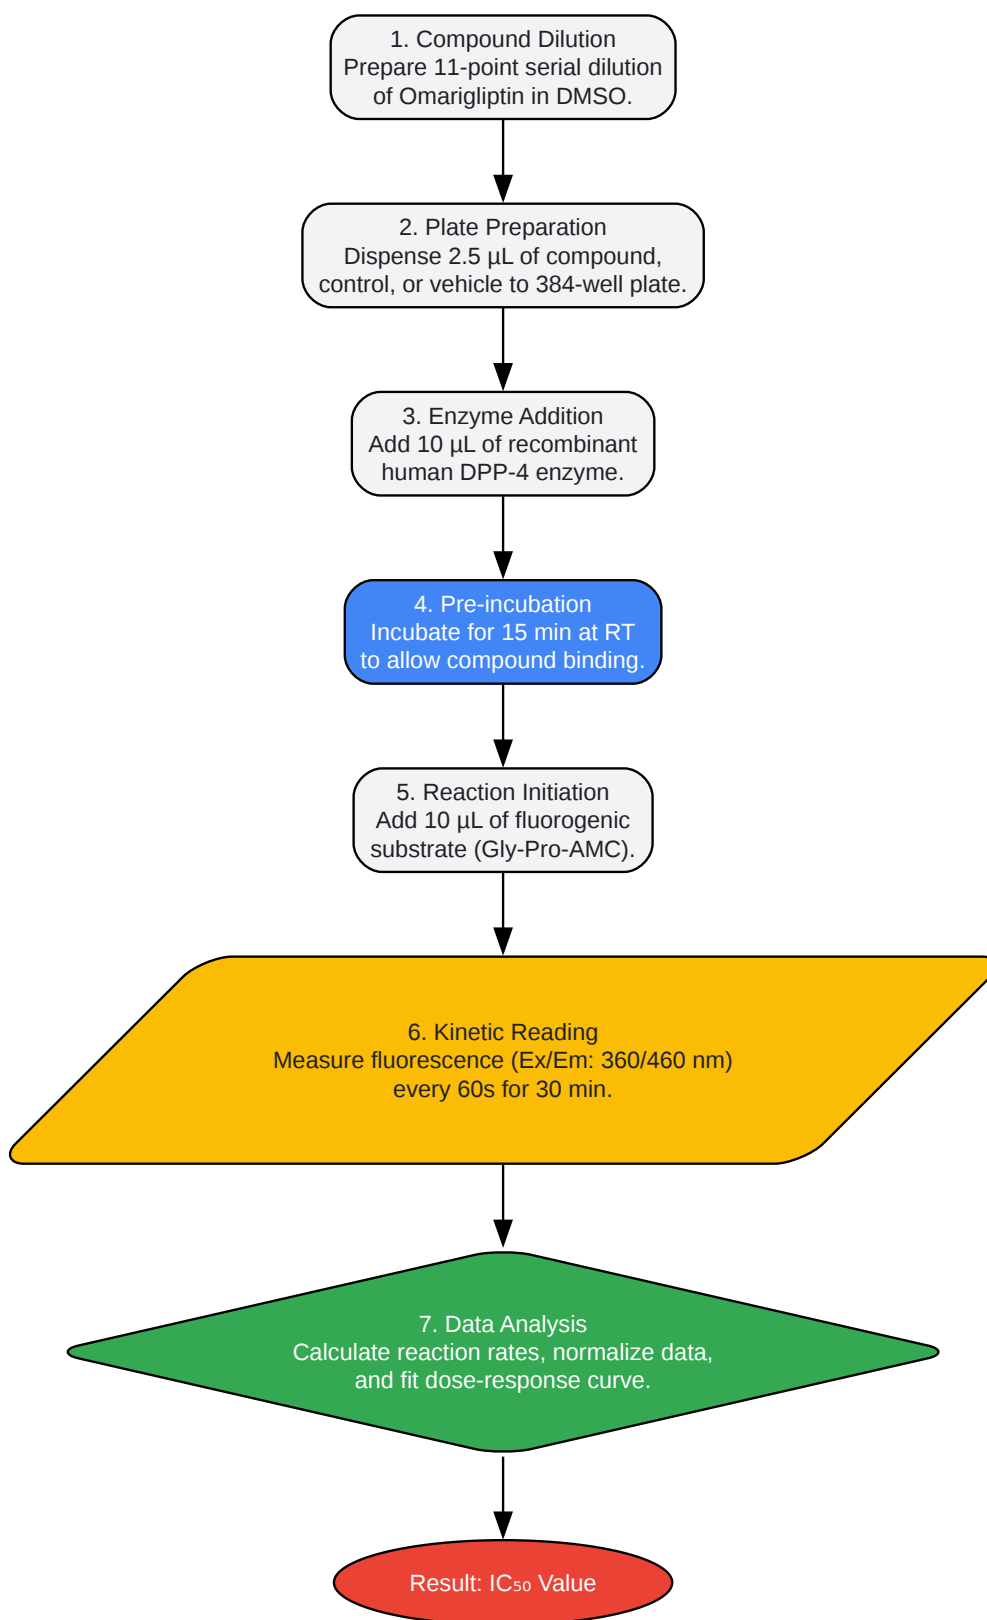 1. Compound Dilution
Prepare 11-point serial dilution
of Omarigliptin in DMSO.
2. Plate Preparation
Dispense 2.5 µL of compound,
control, or vehicle to 384-well plate.
3. Enzyme Addition
Add 10 µL of recombinant
human DPP-4 enzyme.
4. Pre-incubation
Incubate for 15 min at RT
to allow compound binding.
5. Reaction Initiation
Add 10 µL of fluorogenic
substrate (Gly-Pro-AMC).
6. Kinetic Reading
Measure fluorescence (Ex/Em: 360/460 nm)
every 60s for 30 min.
7. Data Analysis
Calculate reaction rates, normalize data,
and fit dose-response curve.
Result: IC₅₀ Value